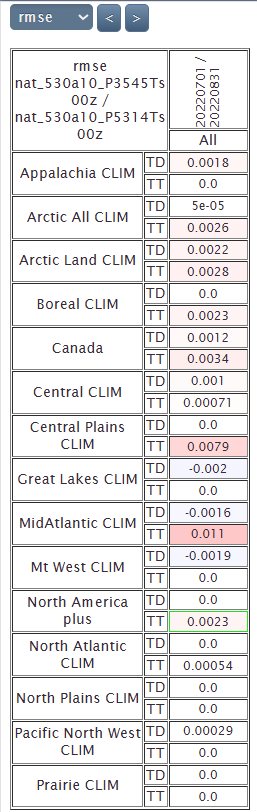 rmse
< >
rmse
nat_530a10_P3545Ts
00z /
nat_530a10_P5314Ts
00z
20220701 /
20220831
All
Appalachia CLIM
TD 0.0018
TT 0.0
Arctic All CLIM
TD 5e-05
TT 0.0026
Arctic Land CLIM
TD 0.0022
TT 0.0028
Boreal CLIM
TD 0.0
TT 0.0023
Canada
TD 0.0012
TT 0.0034
Central CLIM
TD 0.001
TT 0.00071
Central Plains
CLIM
TD 0.0
TT 0.0079
Great Lakes CLIM
TD -0.002
TT 0.0
MidAtlantic CLIM
TD -0.0016
TT 0.011
Mt West CLIM
TD -0.0019
TT 0.0
North America
plus
TD 0.0
TT 0.0023
North Atlantic
CLIM
TD 0.0
TT 0.00054
North Plains CLIM
TD 0.0
TT 0.0
Pacific North West
CLIM
TD 0.00029
TT 0.0
Prairie CLIM
TD 0.0
TT 0.0